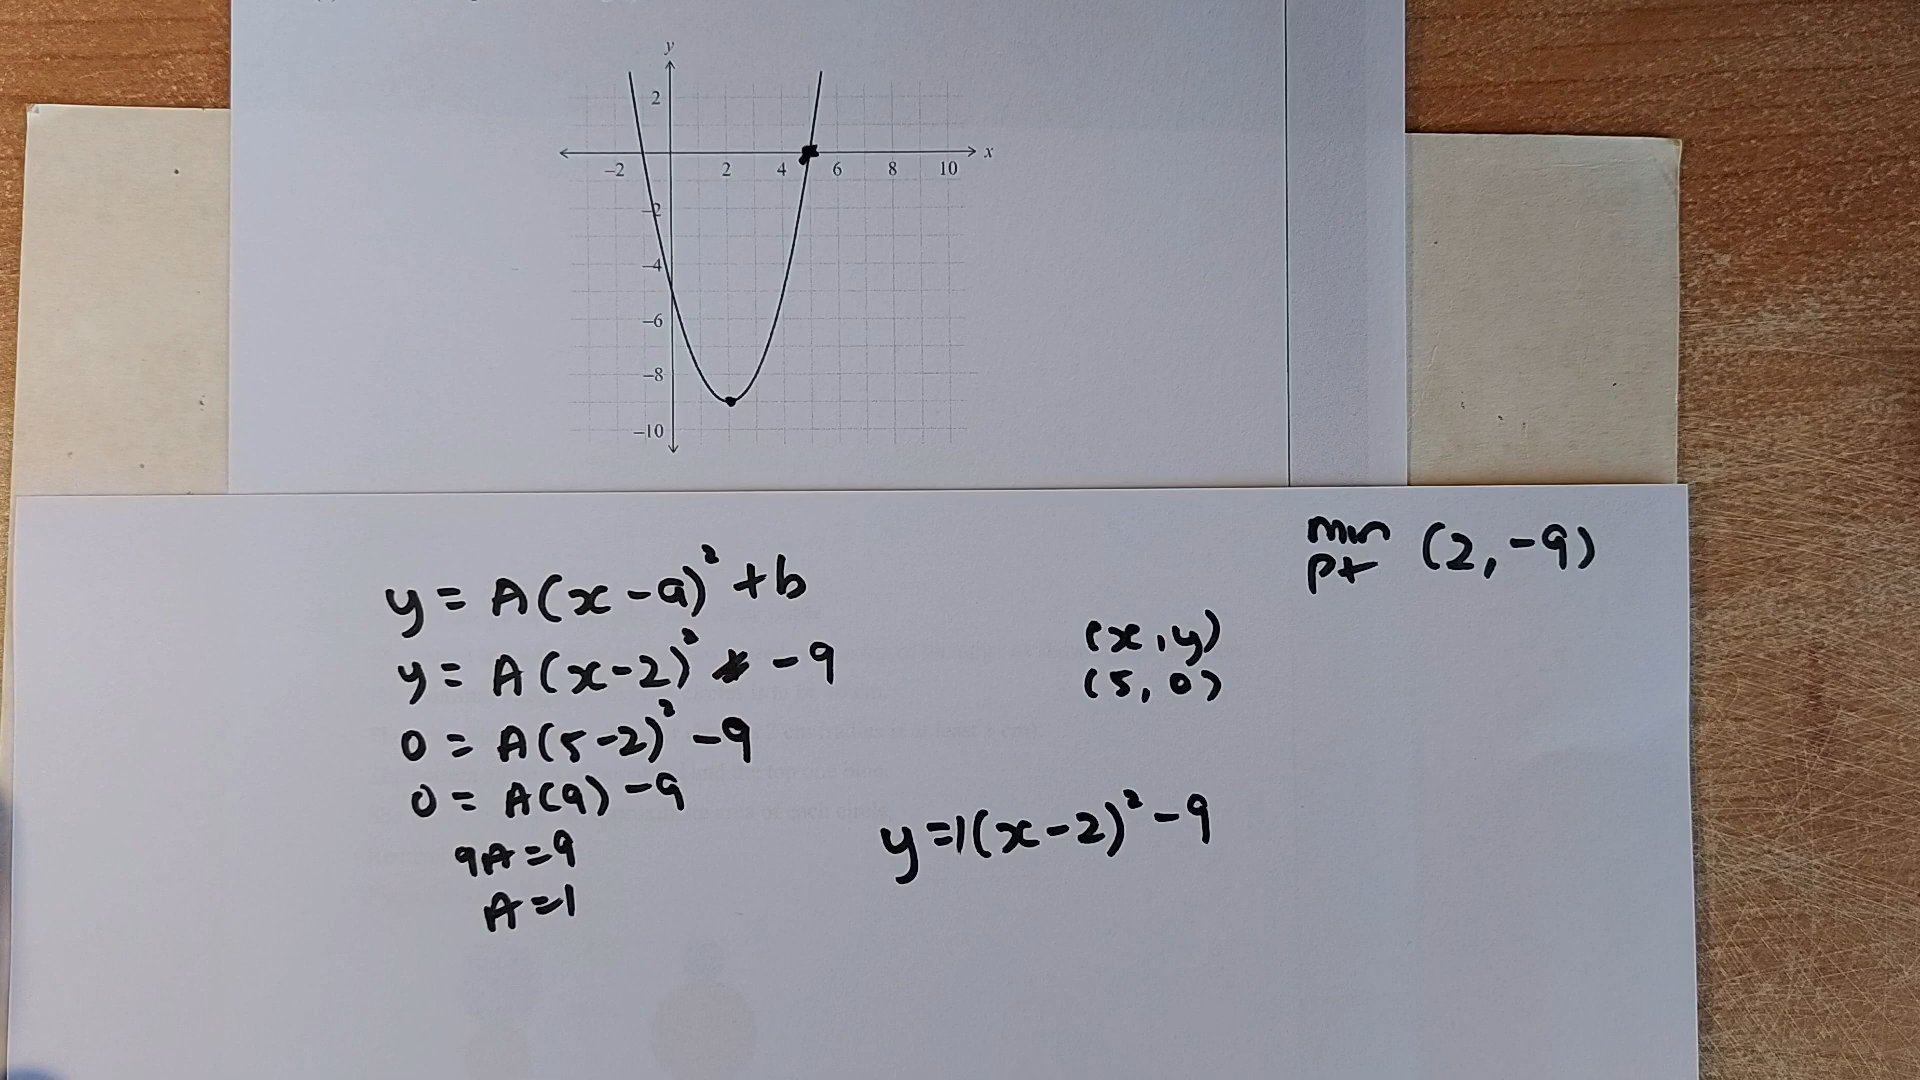 y
2
x
-2 2 4 6 8 10
-2
-4
-6
-8
-10
min pt (2, -9)
y = A(x - a)² + b
(x, y)
y = A(x-2)² -9
(5, 0)
0 = A(5-2)² -9
0 = A(9) -9
y=1(x-2)² -9
9A=9
A=1